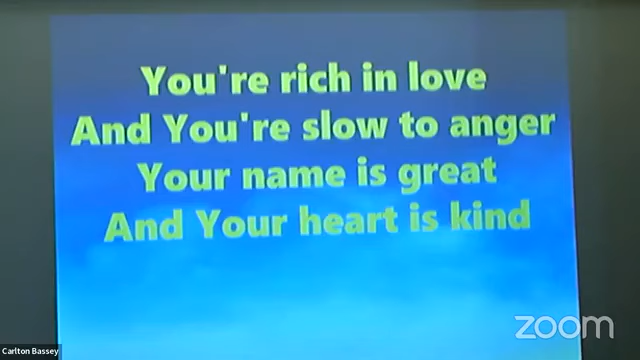 You're rich in love
And You're slow to anger
Your name is great
And Your heart is kind
zoom
Carlton Bassey